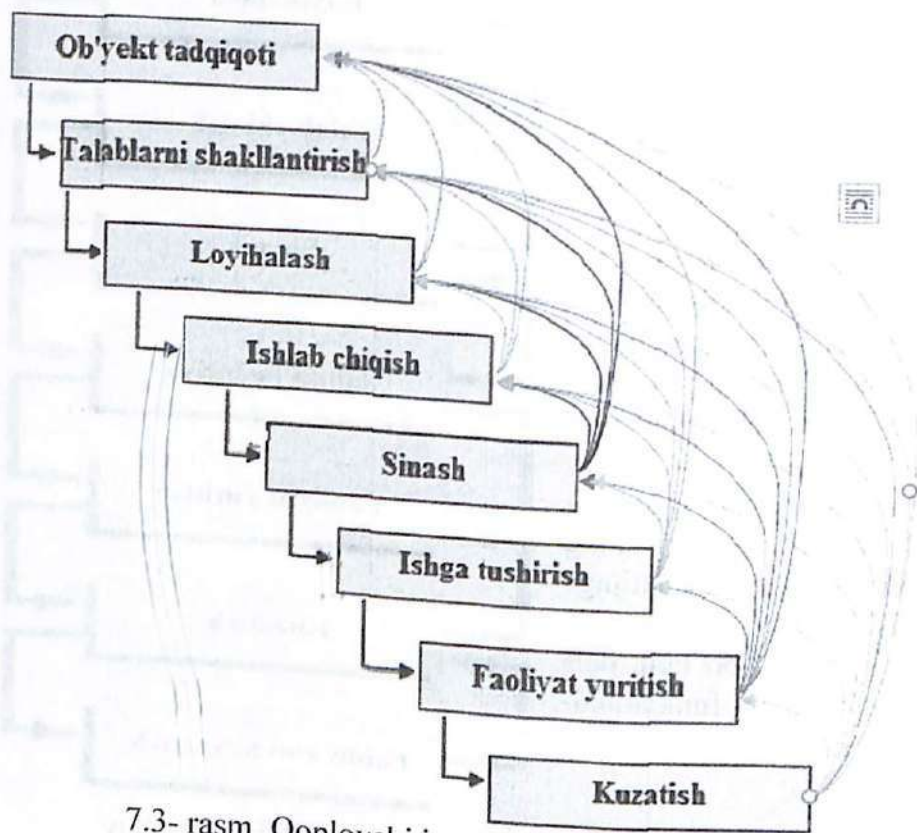 Ob'yekt tadqiqoti
Talablarni shakllantirish
Loyihalash
Ishlab chiqish
Sinash
Ishga tushirish
Faoliyat yuritish
Kuzatish
7.3- rasm